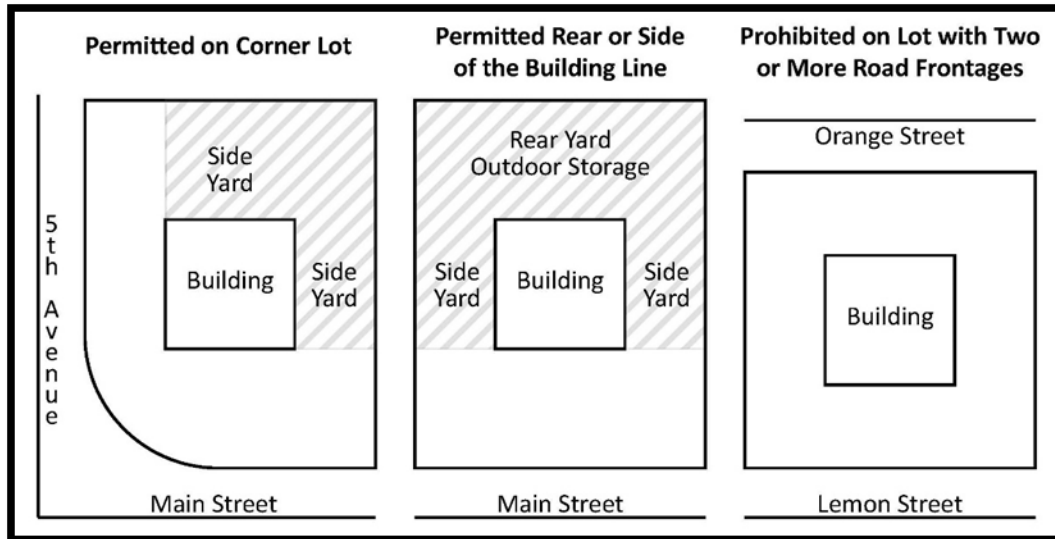 Permitted on Corner Lot
5th Avenue
Side
Yard
Building
Side
Yard
Main Street
Permitted Rear or Side
of the Building Line
Rear Yard
Outdoor Storage
Side
Yard
Building
Side
Yard
Main Street
Prohibited on Lot with Two
or More Road Frontages
Orange Street
Building
Lemon Street